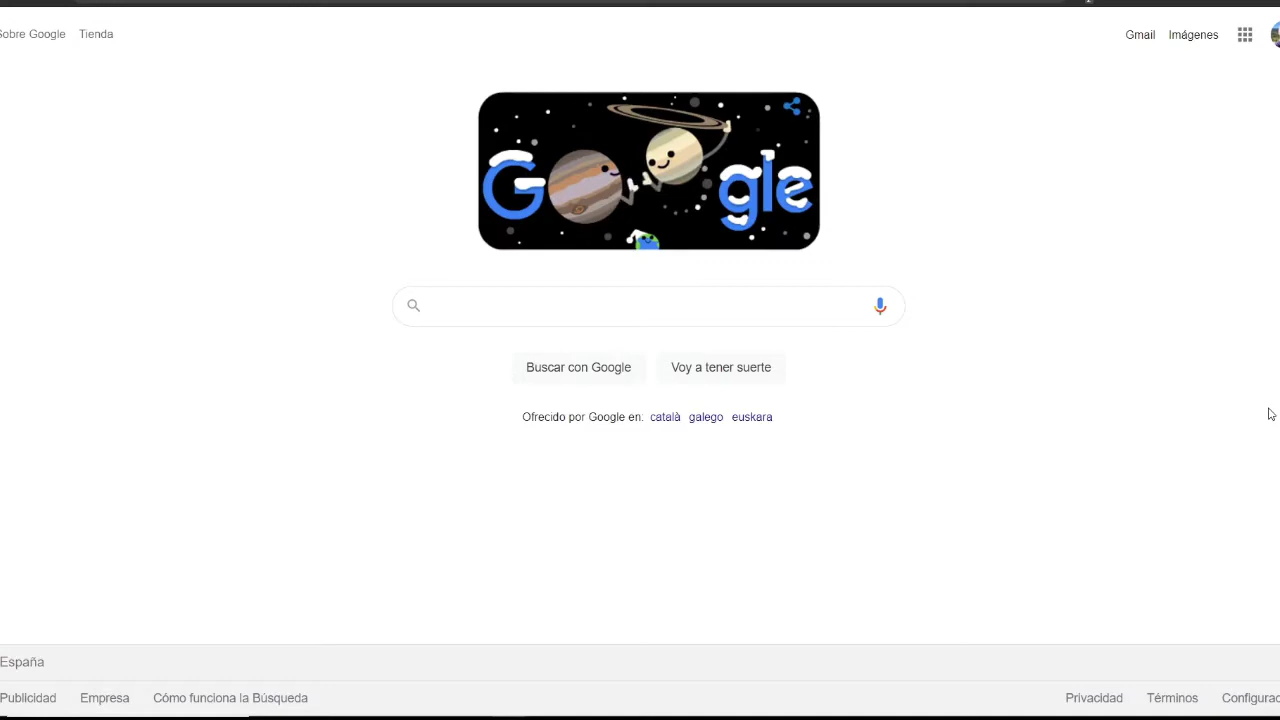 Sobre Google Tienda
Gmail Imágenes
Google
Buscar con Google Voy a tener suerte
Ofrecido por Google en: català galego euskara
España
Publicidad Empresa Cómo funciona la Búsqueda
Privacidad Términos Configurac